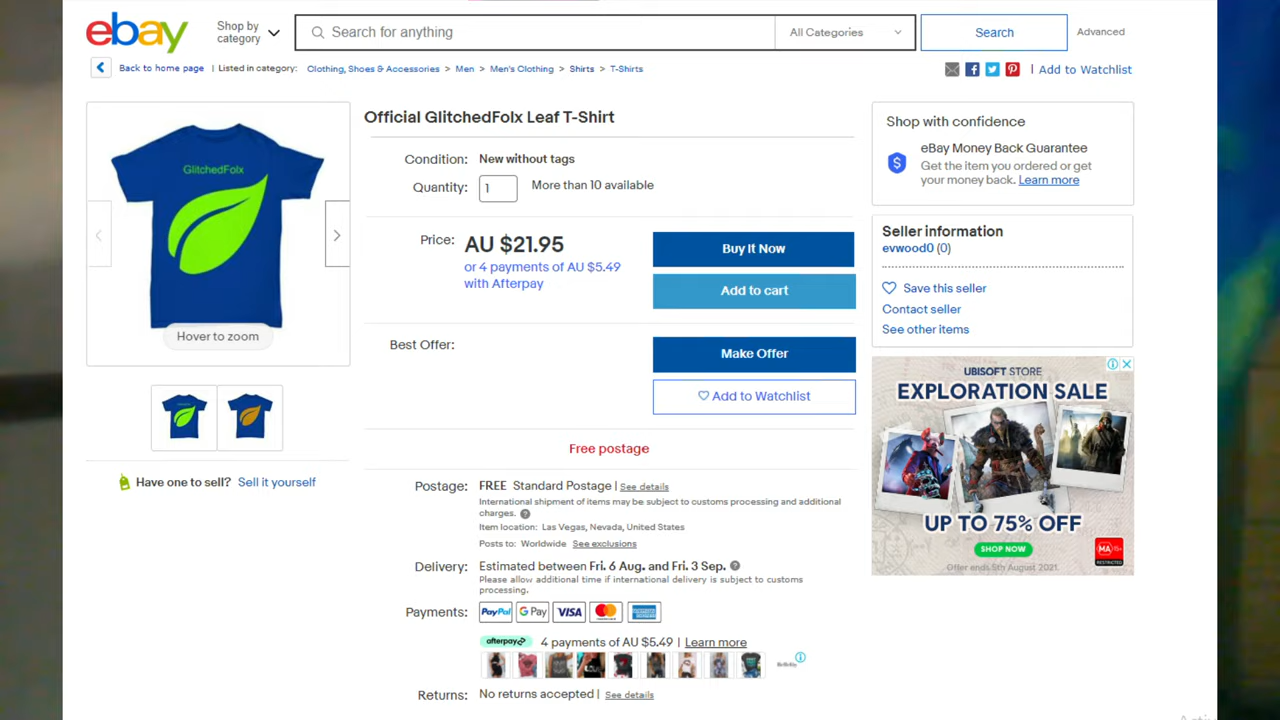 ebay
Shop by category
Search for anything
All Categories
Search
Advanced
Back to home page | Listed in category: Clothing, Shoes & Accessories > Men > Men's Clothing > Shirts > T-Shirts
| Add to Watchlist
GlitchedFolx
Hover to zoom
Have one to sell? Sell it yourself
Official GlitchedFolx Leaf T-Shirt
Condition: New without tags
Quantity: 1 More than 10 available
Price: AU $21.95
or 4 payments of AU $5.49
with Afterpay
Buy It Now
Add to cart
Best Offer:
Make Offer
Add to Watchlist
Free postage
Postage: FREE Standard Postage | See details
International shipment of items may be subject to customs processing and additional
charges.
Item location: Las Vegas, Nevada, United States
Posts to: Worldwide See exclusions
Delivery: Estimated between Fri. 6 Aug. and Fri. 3 Sep.
Please allow additional time if international delivery is subject to customs
processing.
Payments: PayPal G Pay VISA
afterpay 4 payments of AU $5.49 | Learn more
Returns: No returns accepted | See details
Shop with confidence
eBay Money Back Guarantee
Get the item you ordered or get
your money back. Learn more
Seller information
evwood0 (0)
Save this seller
Contact seller
See other items
UBISOFT STORE
EXPLORATION SALE
UP TO 75% OFF
SHOP NOW
MA 15+
RESTRICTED
Offer ends 5th August 2021.